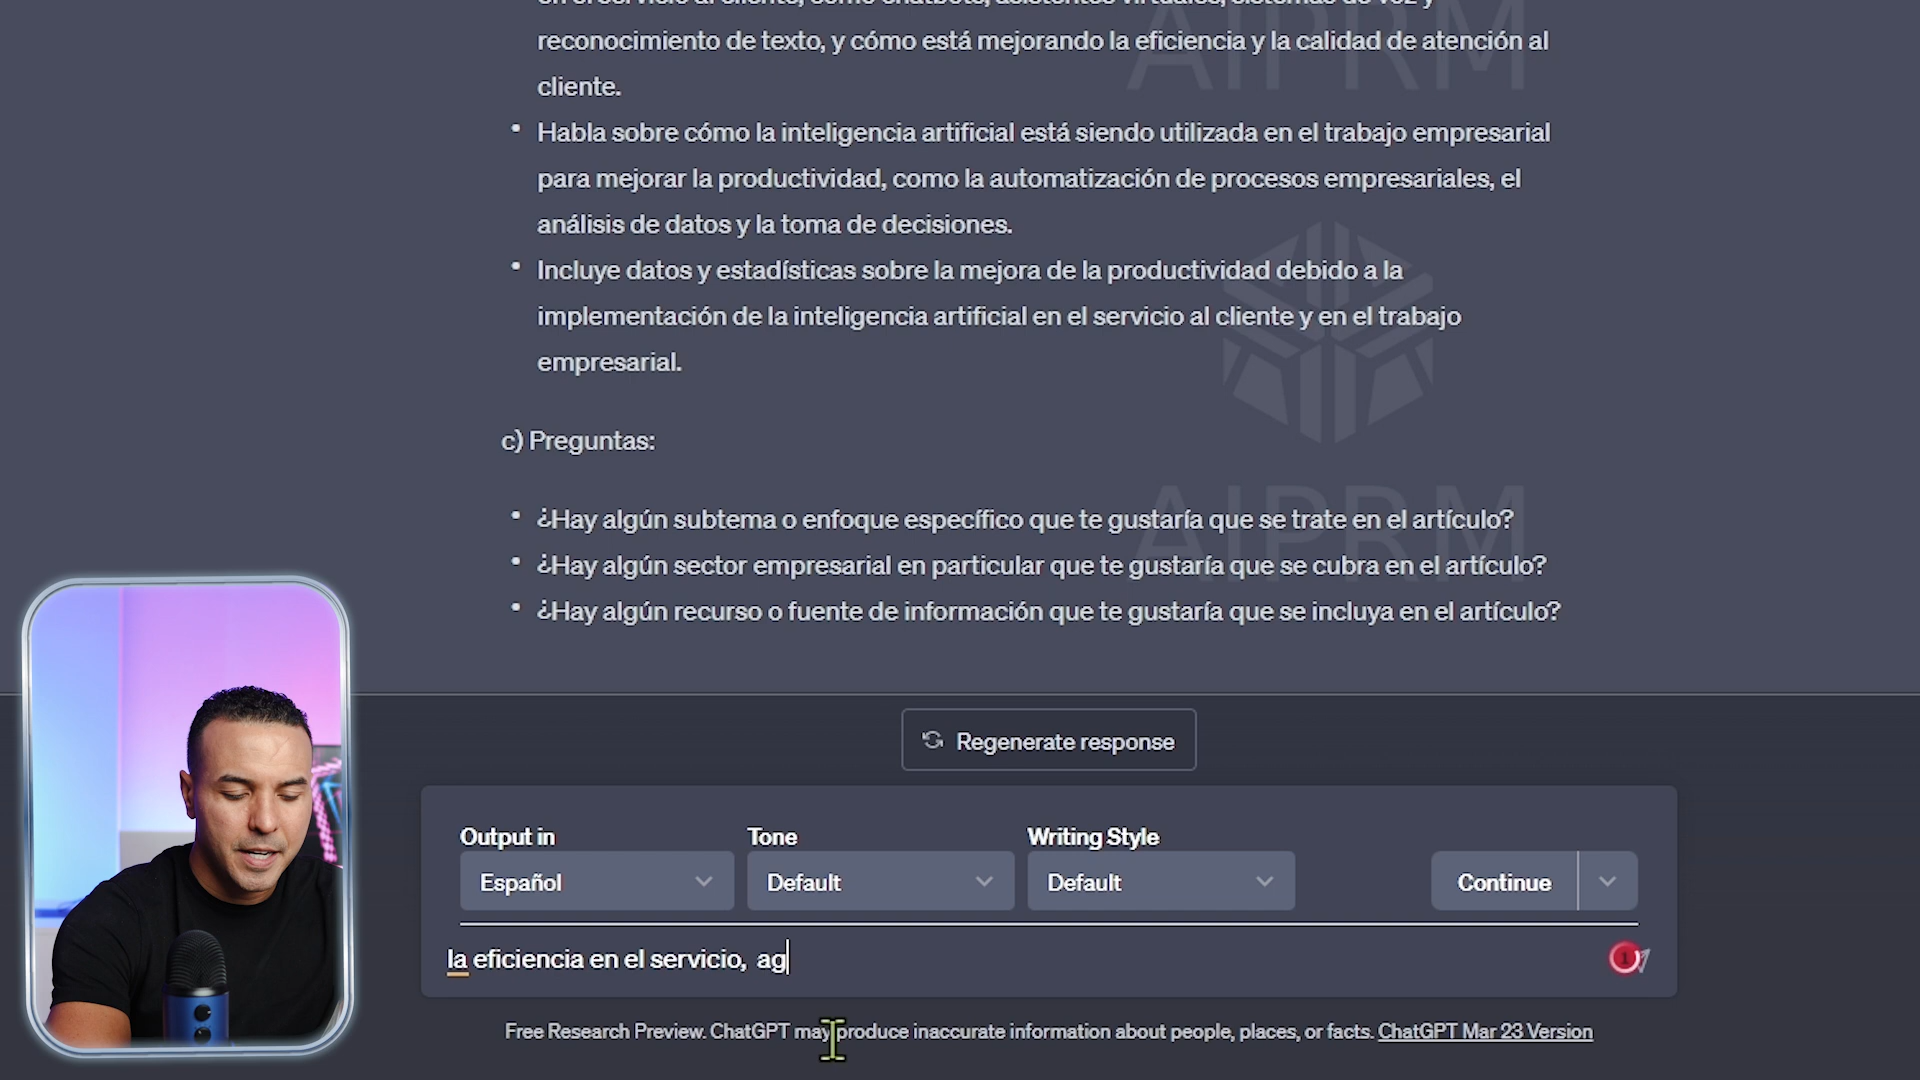 reconocimiento de texto, y cómo está mejorando la eficiencia y la calidad de atención al
cliente.
• Habla sobre cómo la inteligencia artificial está siendo utilizada en el trabajo empresarial
para mejorar la productividad, como la automatización de procesos empresariales, el
análisis de datos y la toma de decisiones.
• Incluye datos y estadísticas sobre la mejora de la productividad debido a la
implementación de la inteligencia artificial en el servicio al cliente y en el trabajo
empresarial.
c) Preguntas:
• ¿Hay algún subtema o enfoque específico que te gustaría que se trate en el artículo?
• ¿Hay algún sector empresarial en particular que te gustaría que se cubra en el artículo?
• ¿Hay algún recurso o fuente de información que te gustaría que se incluya en el artículo?
AIPRM
AIPRM
Regenerate response
Output in Tone Writing Style
Español Default Default Continue
la eficiencia en el servicio, ag
1
Free Research Preview. ChatGPT may produce inaccurate information about people, places, or facts. ChatGPT Mar 23 Version